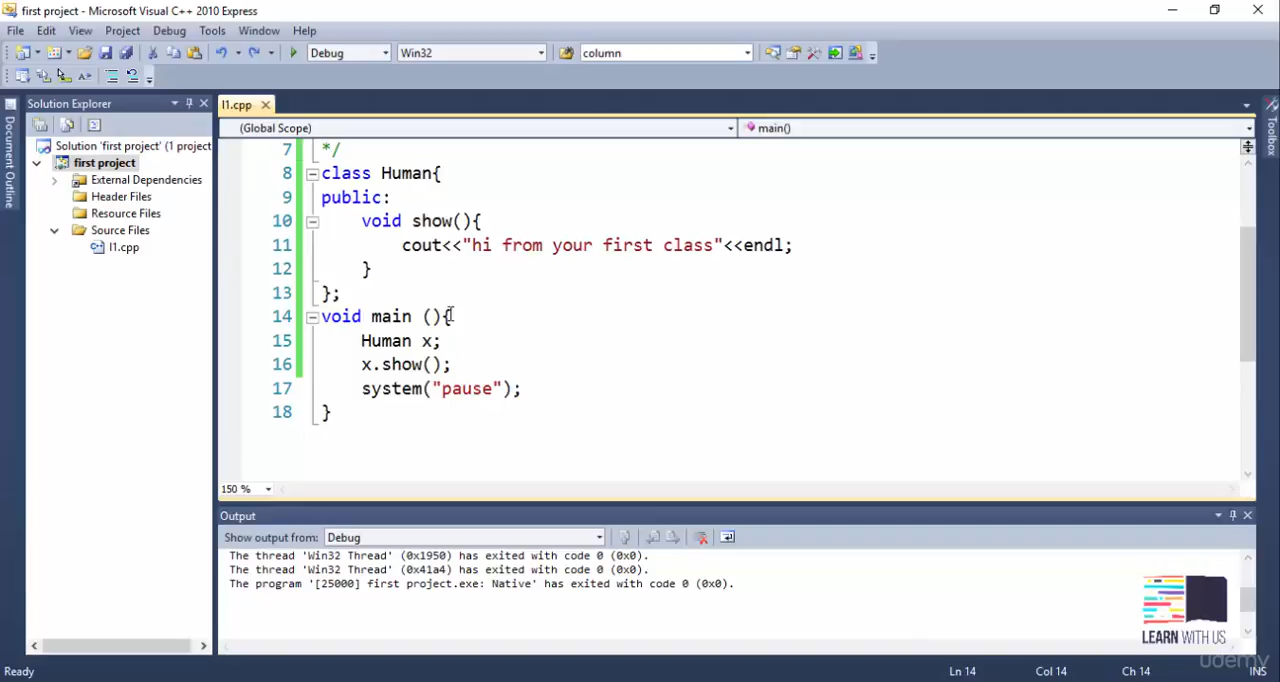 first project - Microsoft Visual C++ 2010 Express
File Edit View Project Debug Tools Window Help
Debug Win32 column
Solution Explorer
l1.cpp
Document Outline
(Global Scope) main()
Toolbox
Solution 'first project' (1 project
first project
External Dependencies
Header Files
Resource Files
Source Files
l1.cpp
7 */
8 class Human{
9 public:
10 void show(){
11 cout<<"hi from your first class"<<endl;
12 }
13 };
14 void main (){
15 Human x;
16 x.show();
17 system("pause");
18 }
150 %
Output
Show output from: Debug
The thread 'Win32 Thread' (0x1950) has exited with code 0 (0x0).
The thread 'Win32 Thread' (0x41a4) has exited with code 0 (0x0).
The program '[25000] first project.exe: Native' has exited with code 0 (0x0).
LEARN WITH US
udemy
Ready Ln 14 Col 14 Ch 14 INS